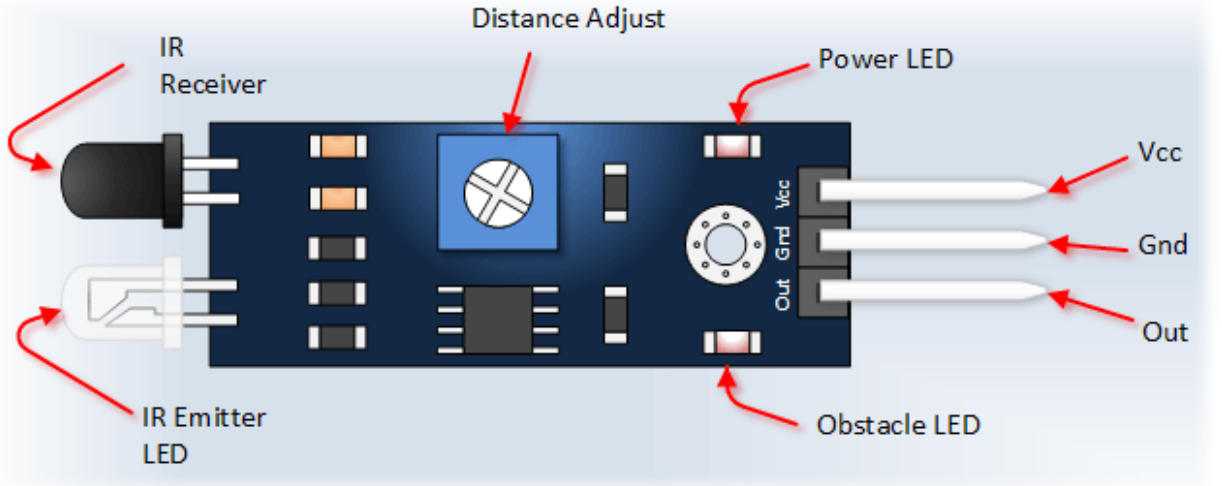 Distance Adjust
IR
Receiver
Power LED
Vcc
Vcc
Gnd
Gnd
Out
Out
IR Emitter
LED
Obstacle LED